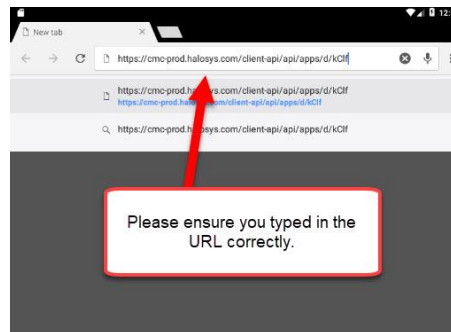 12:
New tab
https://cmc-prod.halosys.com/client-api/api/apps/d/kClf
https://cmc-prod.halosys.com/client-api/api/apps/d/kClf
https://cmc-prod.halosys.com/client-api/api/apps/d/kClf
https://cmc-prod.halosys.com/client-api/api/apps/d/kClf
Please ensure you typed in the
URL correctly.